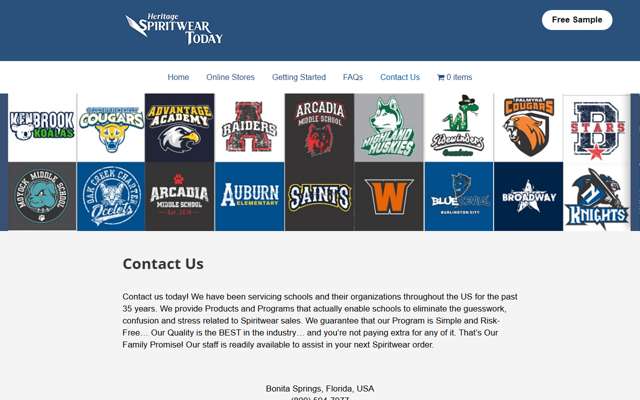 Heritage
SPIRITWEAR
TODAY
Free Sample
Home
Online Stores
Getting Started
FAQs
Contact Us
0 items
KENBROOK
KOALAS
COUGARS
ADVANTAGE
ACADEMY
RAIDERS
ARCADIA
MIDDLE SCHOOL
HIGHLAND
HUSKIES
Sidewinders
PALMYRA
COUGARS
STARS
MIDDLE SCHOOL
OAK CREEK CHARTER
Ocelots
ARCADIA
MIDDLE SCHOOL
AUBURN
ELEMENTARY
SAINTS
W
BLUE DEVILS
BURLINGTON CITY
BROADWAY
KNIGHTS
Contact Us
Contact us today! We have been servicing schools and their organizations throughout the US for the past
35 years. We provide Products and Programs that actually enable schools to eliminate the guesswork,
confusion and stress related to Spiritwear sales. We guarantee that our Program is Simple and Risk-
Free… Our Quality is the BEST in the industry… and you're not paying extra for any of it. That's Our
Family Promise! Our staff is readily available to assist in your next Spiritwear order.
Bonita Springs, Florida, USA